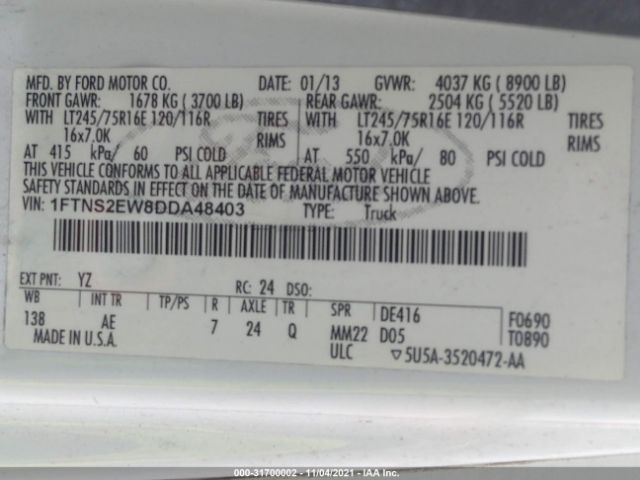 MFD. BY FORD MOTOR CO. DATE: 01/13 GVWR: 4037 KG ( 8900 LB)
FRONT GAWR: 1678 KG ( 3700 LB) REAR GAWR: 2504 KG ( 5520 LB)
WITH LT245/75R16E 120/116R TIRES WITH LT245/75R16E 120/116R TIRES
16x7.0K RIMS 16x7.0K RIMS
AT 415 kPa/ 60 PSI COLD AT 550 kPa/ 80 PSI COLD
THIS VEHICLE CONFORMS TO ALL APPLICABLE FEDERAL MOTOR VEHICLE
SAFETY STANDARDS IN EFFECT ON THE DATE OF MANUFACTURE SHOWN ABOVE.
VIN: 1FTNS2EW8DDA48403 TYPE: Truck
EXT PNT: YZ RC: 24 DSO:
WB INT TR TP/PS R AXLE TR SPR DE416 F0690
138 AE 7 24 Q MM22 D05 T0890
MADE IN U.S.A. ULC ▽5U5A-3520472-AA
000-31700002 - 11/04/2021 - IAA Inc.